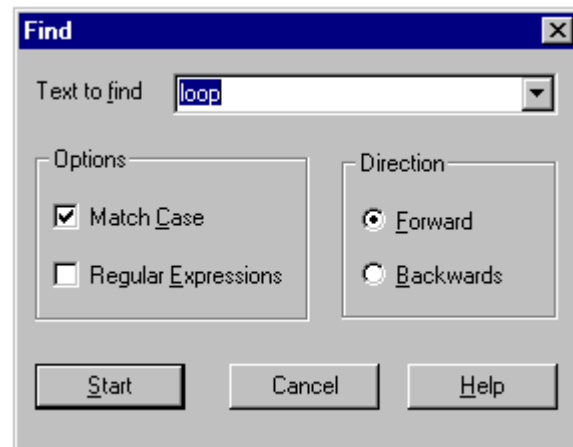 Find
Text to find loop
Options
Match Case
Regular Expressions
Direction
Forward
Backwards
Start Cancel Help